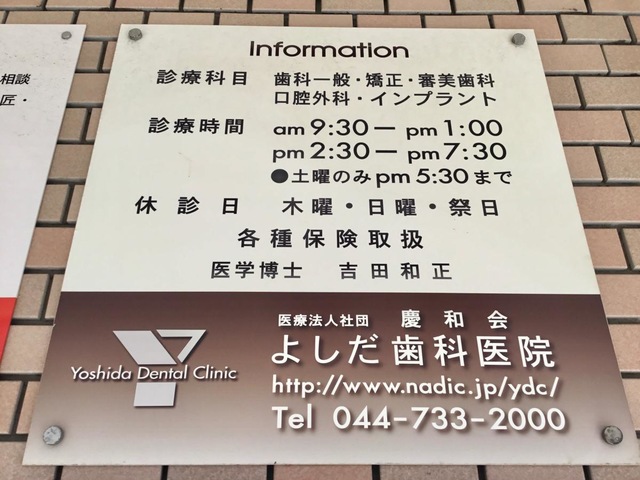 相談
匠・
Information
診療科目 歯科一般・矯正・審美歯科
口腔外科・インプラント
診療時間 am 9:30 － pm 1:00
pm 2:30 － pm 7:30
●土曜のみ pm 5:30 まで
休診日 木曜・日曜・祭日
各種保険取扱
医学博士 吉田和正
医療法人社団 慶和会
よしだ歯科医院
Yoshida Dental Clinic
http://www.nadic.jp/ydc/
Tel 044-733-2000